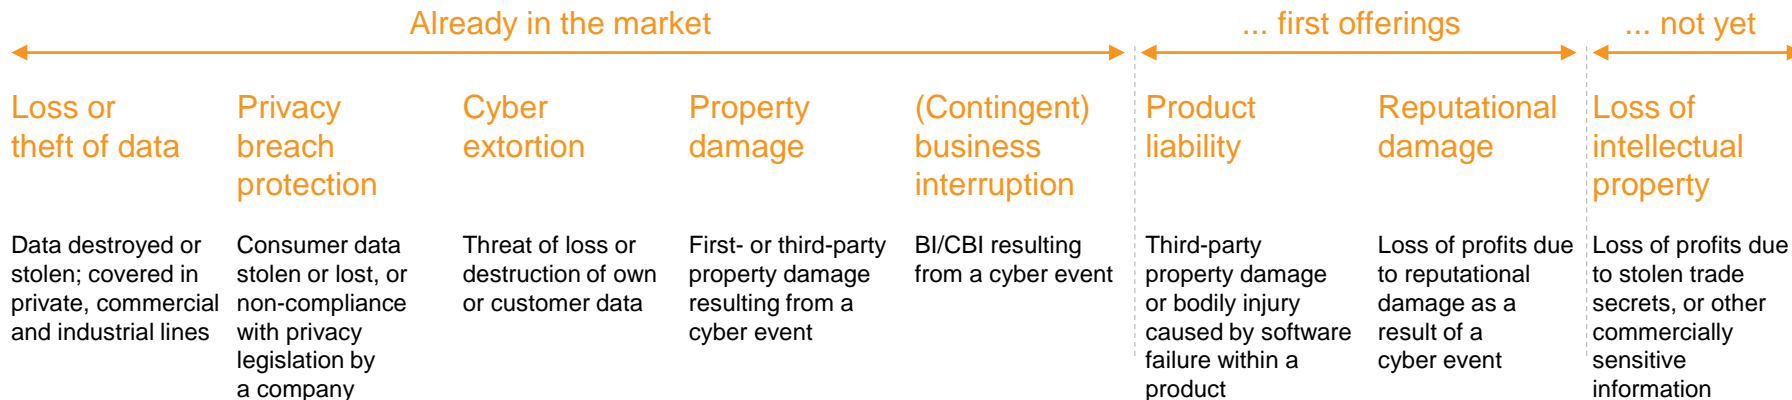 Already in the market
... first offerings
... not yet
Loss or
theft of data
Data destroyed or
stolen; covered in
private, commercial
and industrial lines
Privacy
breach
protection
Consumer data
stolen or lost, or
non-compliance
with privacy
legislation by
a company
Cyber
extortion
Threat of loss or
destruction of own
or customer data
Property
damage
First- or third-party
property damage
resulting from a
cyber event
(Contingent)
business
interruption
BI/CBI resulting
from a cyber event
Product
liability
Third-party
property damage
or bodily injury
caused by software
failure within a
product
Reputational
damage
Loss of profits due
to reputational
damage as a
result of a
cyber event
Loss of
intellectual
property
Loss of profits due
to stolen trade
secrets, or other
commercially
sensitive
information